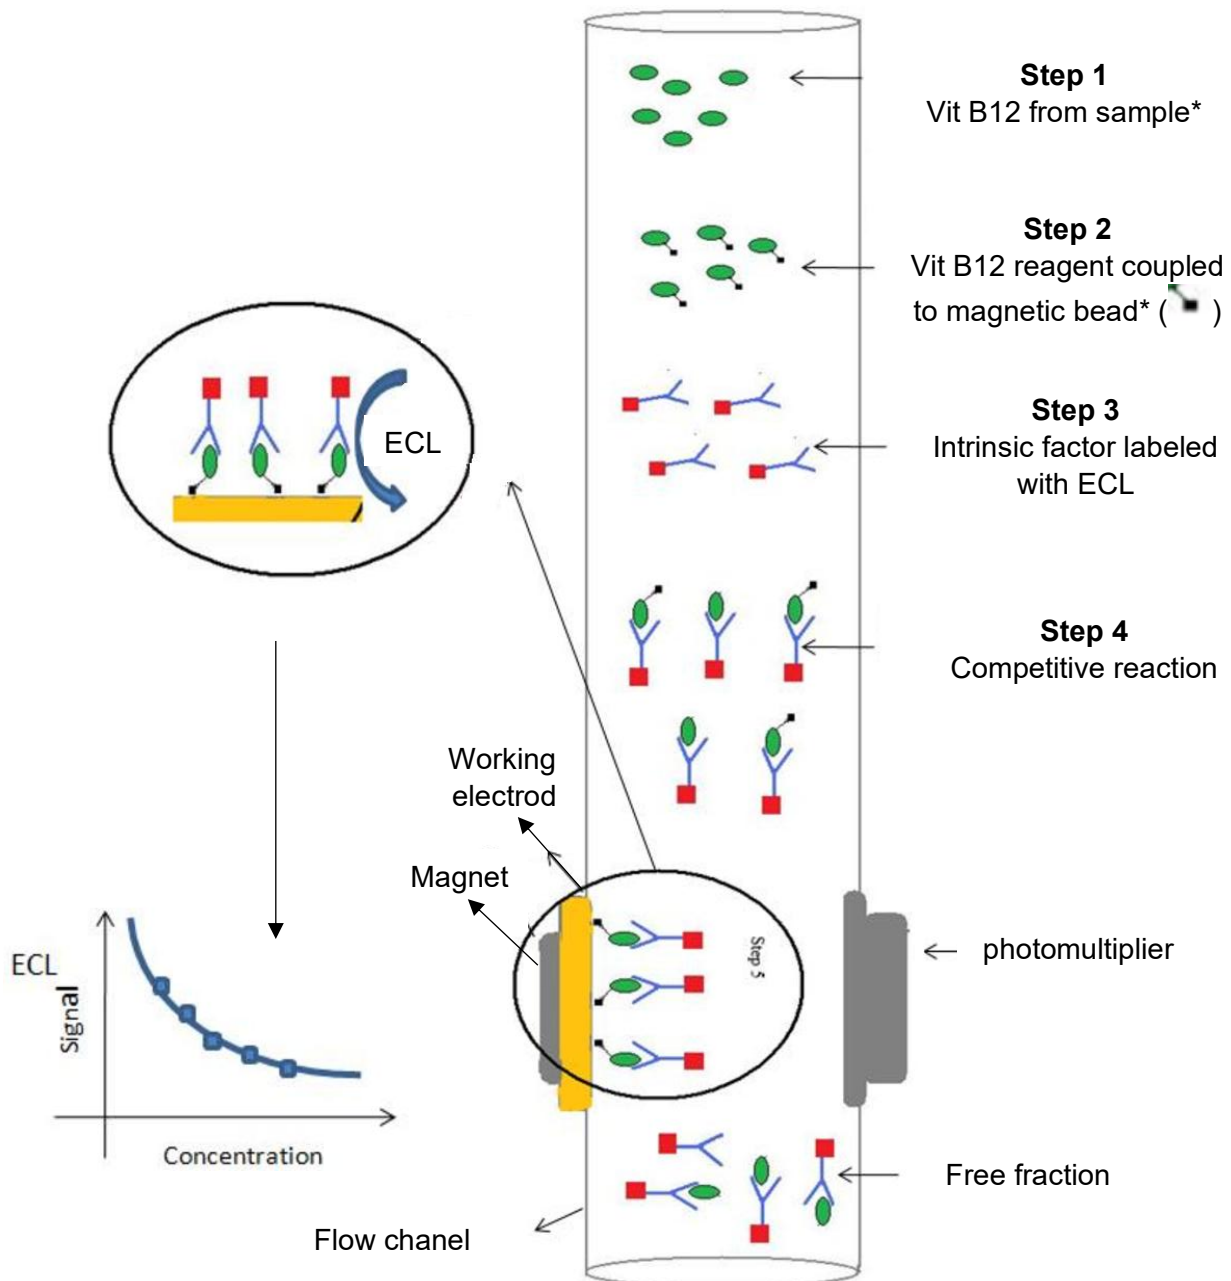 Step 1
Vit B12 from sample*
Step 2
Vit B12 reagent coupled
to magnetic bead* ( )
Step 3
Intrinsic factor labeled
with ECL
ECL
Step 4
Competitive reaction
Working
electrod
Magnet
Step 5
photomultiplier
ECL
Signal
Concentration
Free fraction
Flow chanel